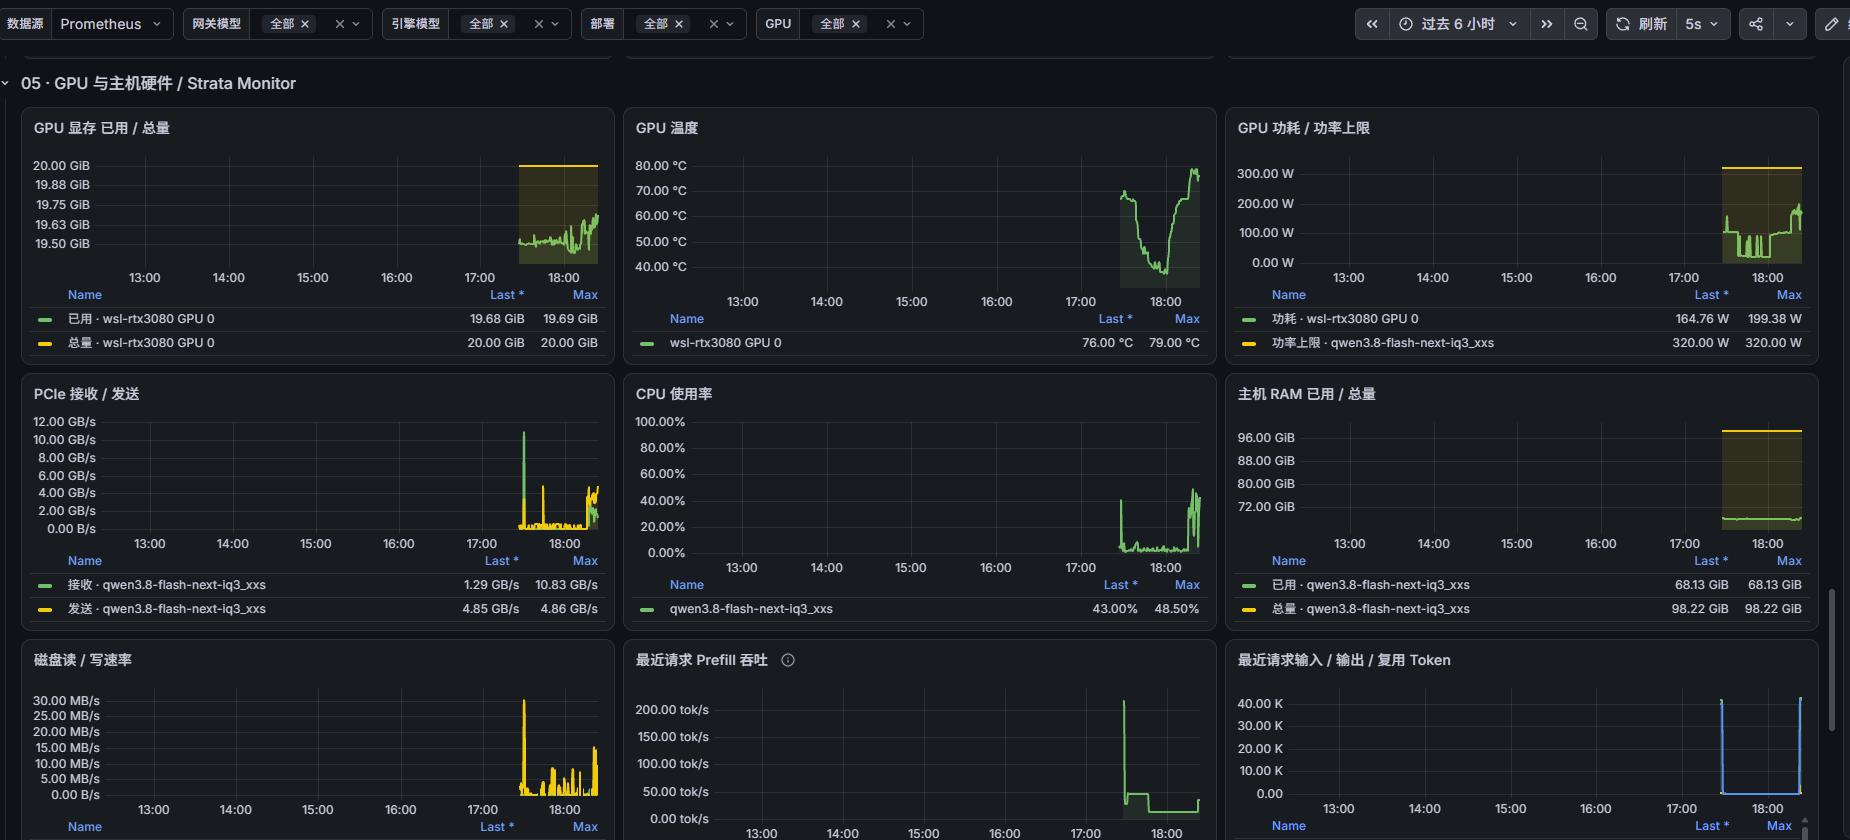 数据源 Prometheus 网关模型 全部 引擎模型 全部 部署 全部 GPU 全部 过去 6 小时 刷新 5s
05 · GPU 与主机硬件 / Strata Monitor
GPU 显存 已用 / 总量
20.00 GiB
19.88 GiB
19.75 GiB
19.63 GiB
19.50 GiB
13:00 14:00 15:00 16:00 17:00 18:00
Name Last * Max
已用 · wsl-rtx3080 GPU 0 19.68 GiB 19.69 GiB
总量 · wsl-rtx3080 GPU 0 20.00 GiB 20.00 GiB
GPU 温度
80.00 °C
70.00 °C
60.00 °C
50.00 °C
40.00 °C
13:00 14:00 15:00 16:00 17:00 18:00
Name Last * Max
wsl-rtx3080 GPU 0 76.00 °C 79.00 °C
GPU 功耗 / 功率上限
300.00 W
200.00 W
100.00 W
0.00 W
13:00 14:00 15:00 16:00 17:00 18:00
Name Last * Max
功耗 · wsl-rtx3080 GPU 0 164.76 W 199.38 W
功率上限 · qwen3.8-flash-next-iq3_xxs 320.00 W 320.00 W
PCIe 接收 / 发送
12.00 GB/s
10.00 GB/s
8.00 GB/s
6.00 GB/s
4.00 GB/s
2.00 GB/s
0.00 B/s
13:00 14:00 15:00 16:00 17:00 18:00
Name Last * Max
接收 · qwen3.8-flash-next-iq3_xxs 1.29 GB/s 10.83 GB/s
发送 · qwen3.8-flash-next-iq3_xxs 4.85 GB/s 4.86 GB/s
CPU 使用率
100.00%
80.00%
60.00%
40.00%
20.00%
0.00%
13:00 14:00 15:00 16:00 17:00 18:00
Name Last * Max
qwen3.8-flash-next-iq3_xxs 43.00% 48.50%
主机 RAM 已用 / 总量
96.00 GiB
88.00 GiB
80.00 GiB
72.00 GiB
13:00 14:00 15:00 16:00 17:00 18:00
Name Last * Max
已用 · qwen3.8-flash-next-iq3_xxs 68.13 GiB 68.13 GiB
总量 · qwen3.8-flash-next-iq3_xxs 98.22 GiB 98.22 GiB
磁盘读 / 写速率
30.00 MB/s
25.00 MB/s
20.00 MB/s
15.00 MB/s
10.00 MB/s
5.00 MB/s
0.00 B/s
13:00 14:00 15:00 16:00 17:00 18:00
Name Last * Max
最近请求 Prefill 吞吐
200.00 tok/s
150.00 tok/s
100.00 tok/s
50.00 tok/s
0.00 tok/s
13:00 14:00 15:00 16:00 17:00 18:00
最近请求输入 / 输出 / 复用 Token
40.00 K
30.00 K
20.00 K
10.00 K
0.00
13:00 14:00 15:00 16:00 17:00 18:00
Name Last * Max